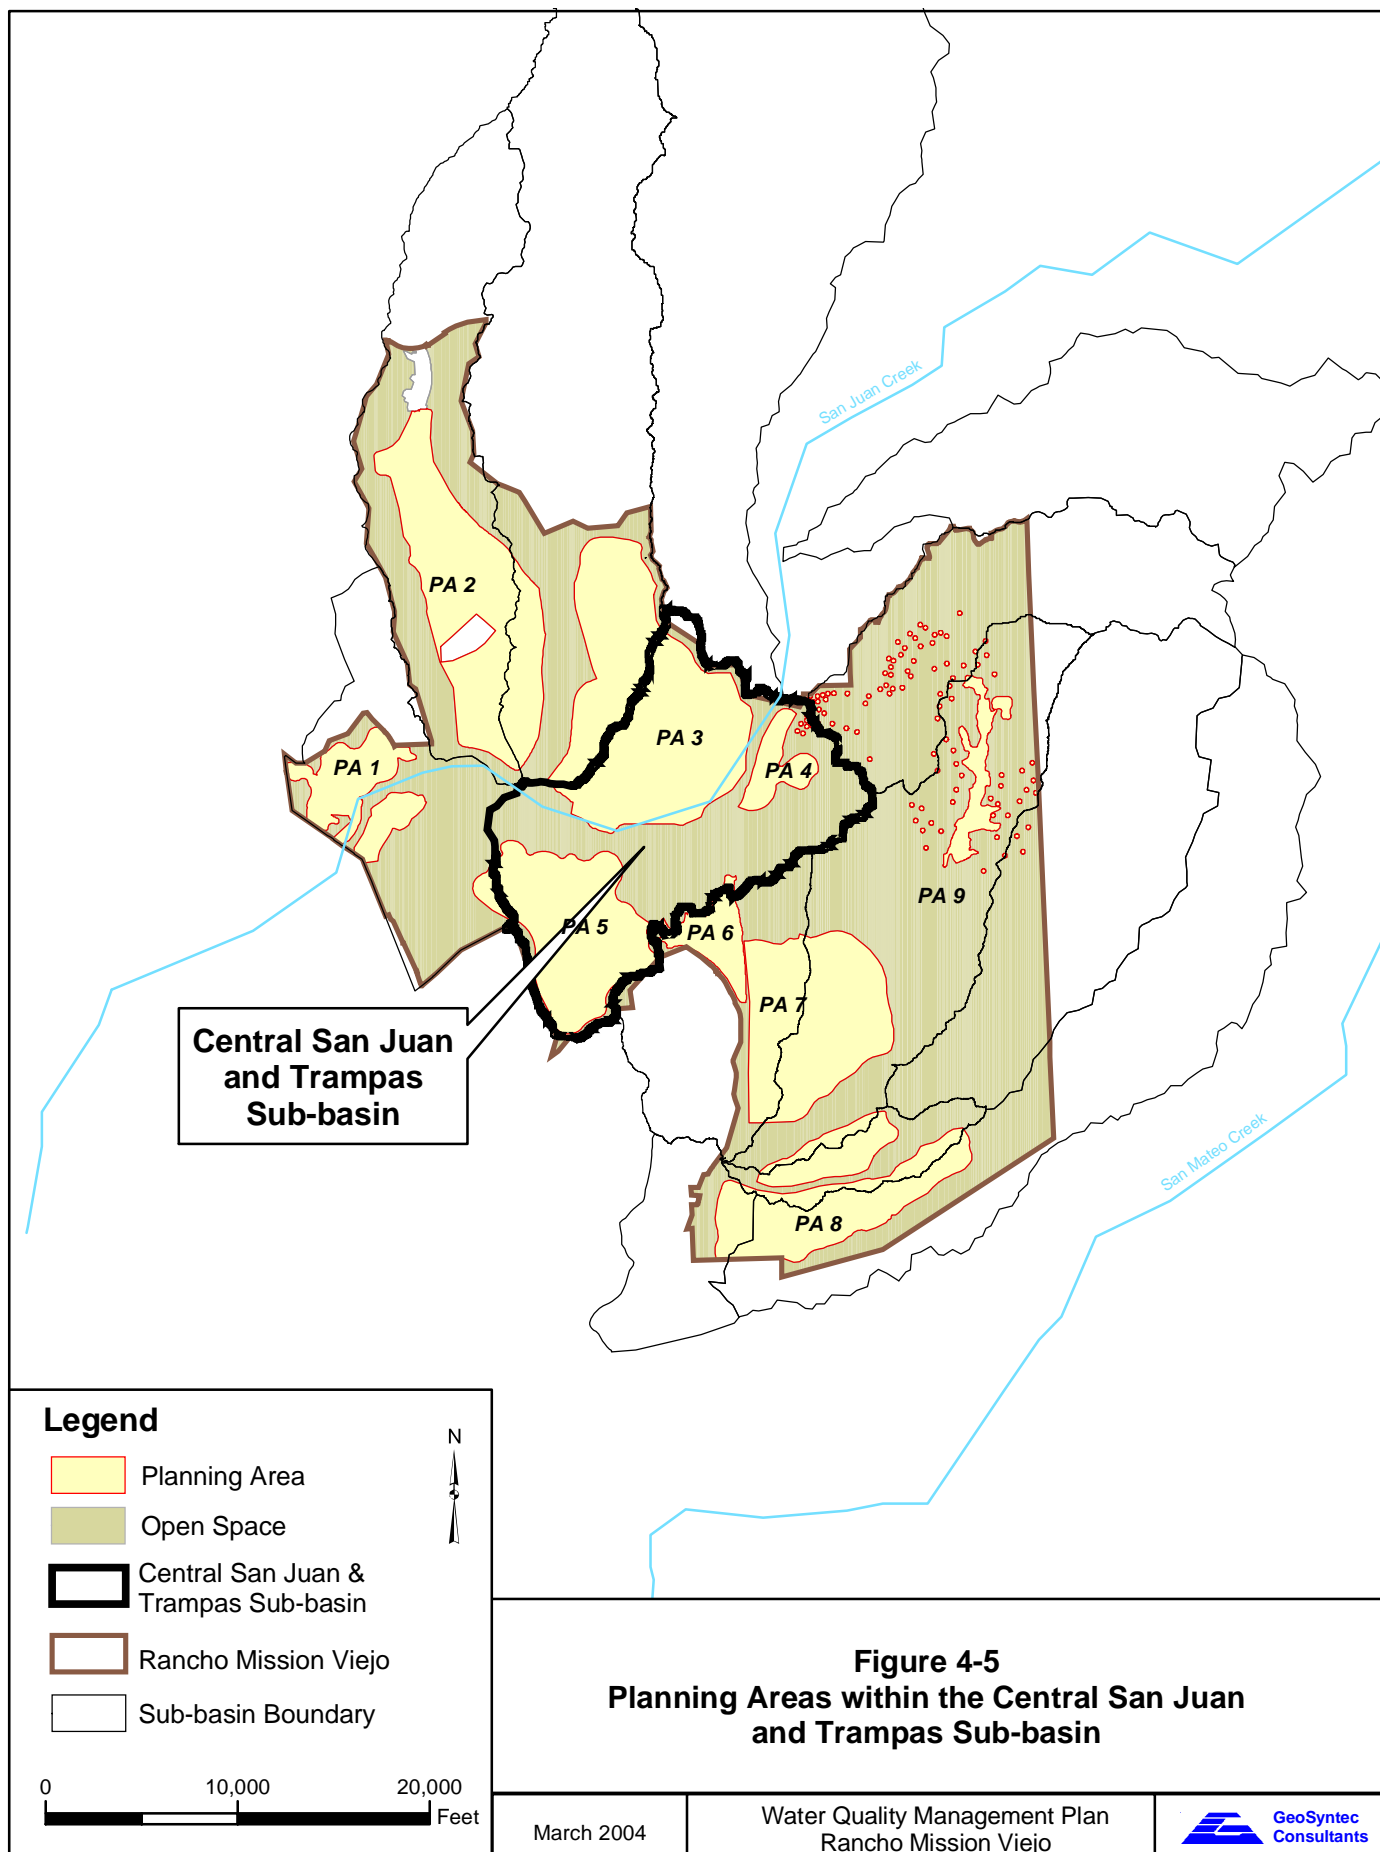 San Juan Creek
PA 2
PA 3
PA 1
PA 4
PA 9
PA 5
PA 6
PA 7
Central San Juan
and Trampas
Sub-basin
San Mateo Creek
PA 8
Legend
N
Planning Area
Open Space
Central San Juan &
Trampas Sub-basin
Rancho Mission Viejo
Sub-basin Boundary
0 10,000 20,000
Feet
Figure 4-5
Planning Areas within the Central San Juan
and Trampas Sub-basin
March 2004
Water Quality Management Plan
Rancho Mission Viejo
GeoSyntec
Consultants